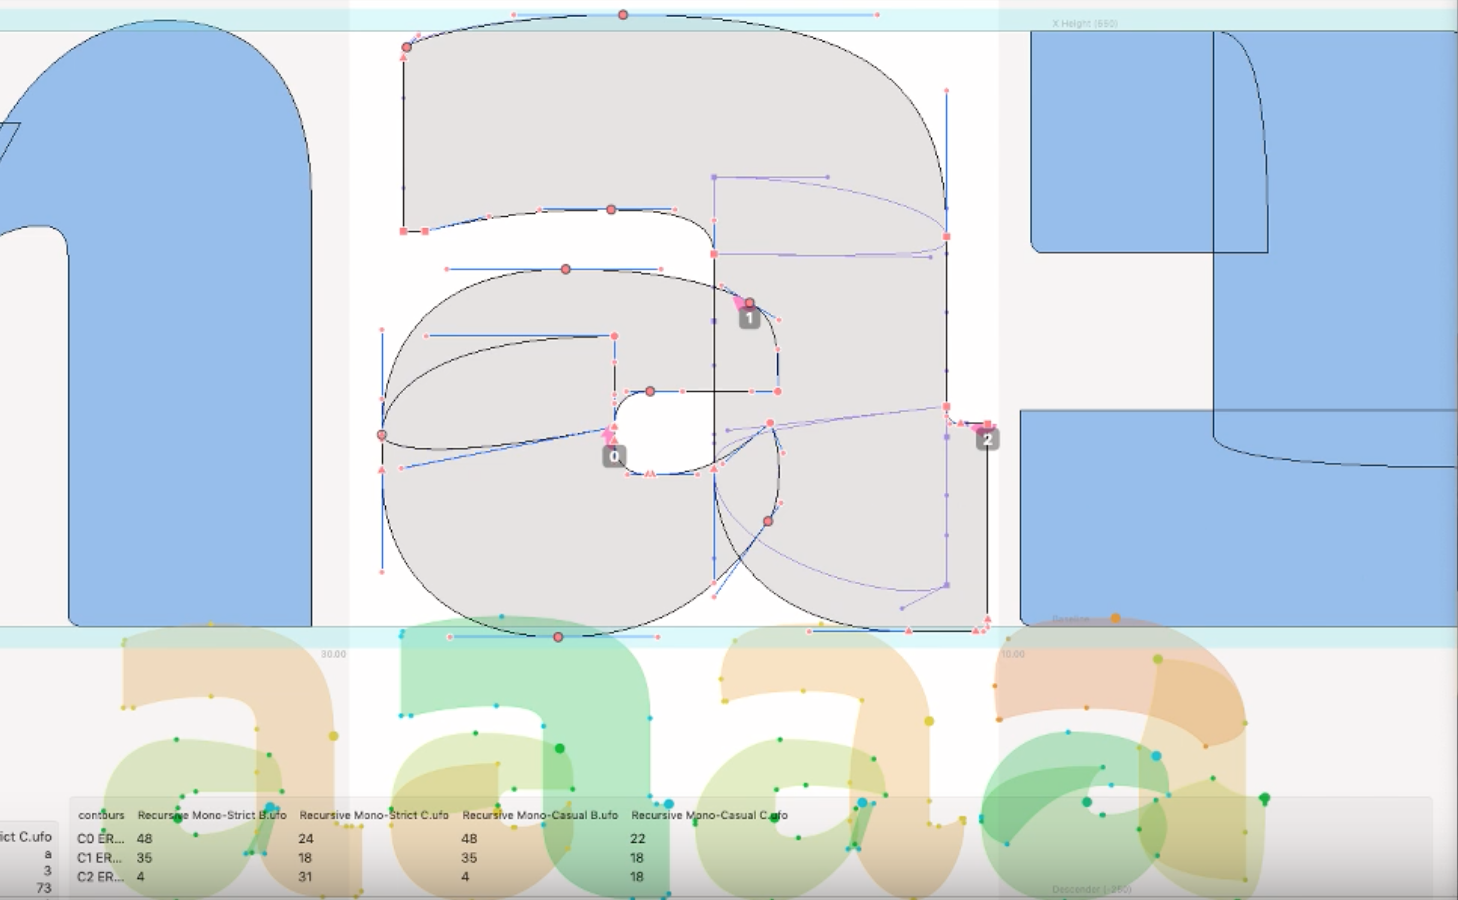 X Height (550)
1
0
2
Baseline
30.00
10.00
contours Recursive Mono-Strict B.ufo Recursive Mono-Strict C.ufo Recursive Mono-Casual B.ufo Recursive Mono-Casual C.ufo
ict C.ufo C0 ER... 48 24 48 22
a C1 ER... 35 18 35 18
3 C2 ER... 4 31 4 18
73
Descender (-250)